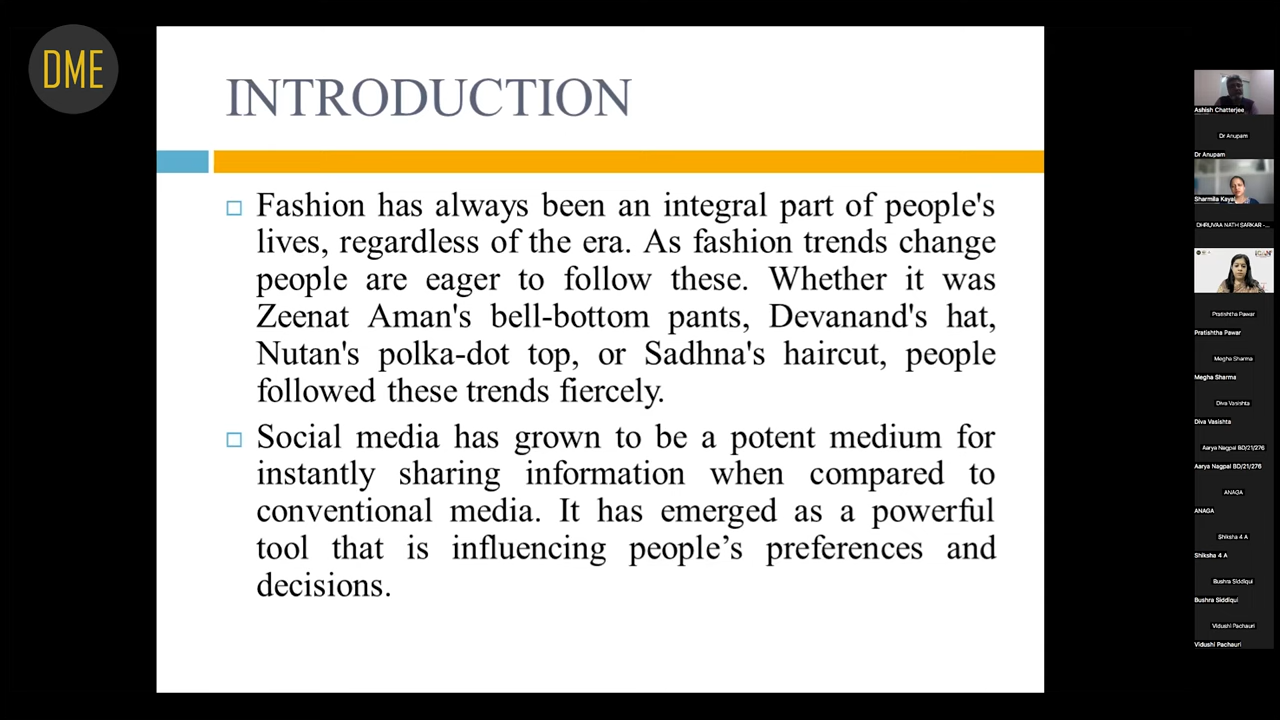 DME
INTRODUCTION
Fashion has always been an integral part of people's
lives, regardless of the era. As fashion trends change
people are eager to follow these. Whether it was
Zeenat Aman's bell-bottom pants, Devanand's hat,
Nutan's polka-dot top, or Sadhna's haircut, people
followed these trends fiercely.
Social media has grown to be a potent medium for
instantly sharing information when compared to
conventional media. It has emerged as a powerful
tool that is influencing people’s preferences and
decisions.
Ashish Chatterjee
Dr Anupam
Dr Anupam
Sharmila Kayal
DHRUVAA NATH SARKAR -...
Pratishtha Pawar
Pratishtha Pawar
Megha Sharma
Megha Sharma
Diva Vasishta
Diva Vasishta
Aarya Nagpal BD/21/276
Aarya Nagpal BD/21/276
ANAGA
ANAGA
Shiksha 4 A
Shiksha 4 A
Bushra Siddiqui
Bushra Siddiqui
Vidushi Pachauri
Vidushi Pachauri